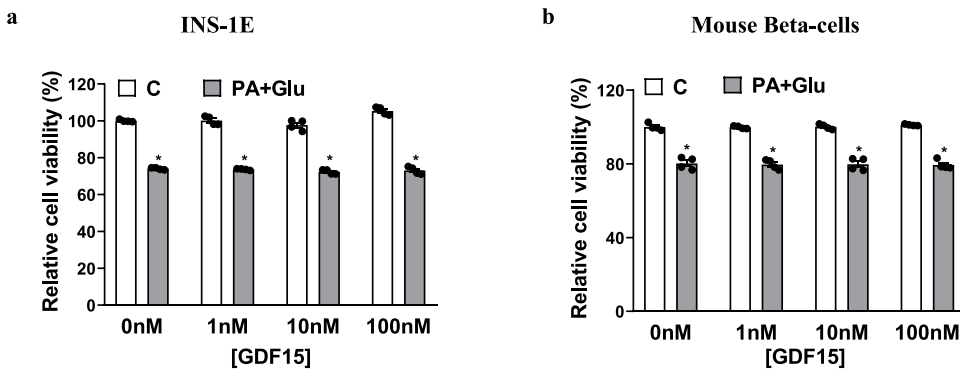 a
INS-1E
Relative cell viability (%)
C PA+Glu
120
100
80
60
40
20
0
* * * *
0nM 1nM 10nM 100nM
[GDF15]
b
Mouse Beta-cells
Relative cell viability (%)
C PA+Glu
120
80
40
0
* * * *
0nM 1nM 10nM 100nM
[GDF15]